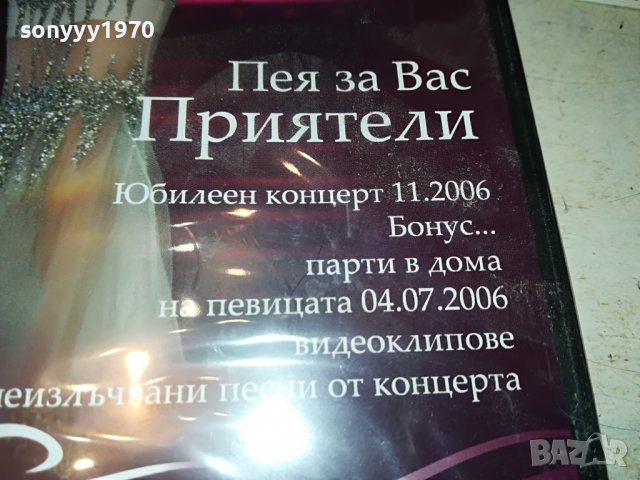 sonyyy1970
Пея за Вас
Приятели
Юбилеен концерт 11.2006
Бонус...
парти в дома
на певицата 04.07.2006
видеоклипове
неизлъчвани песни от концерта
BAZAR